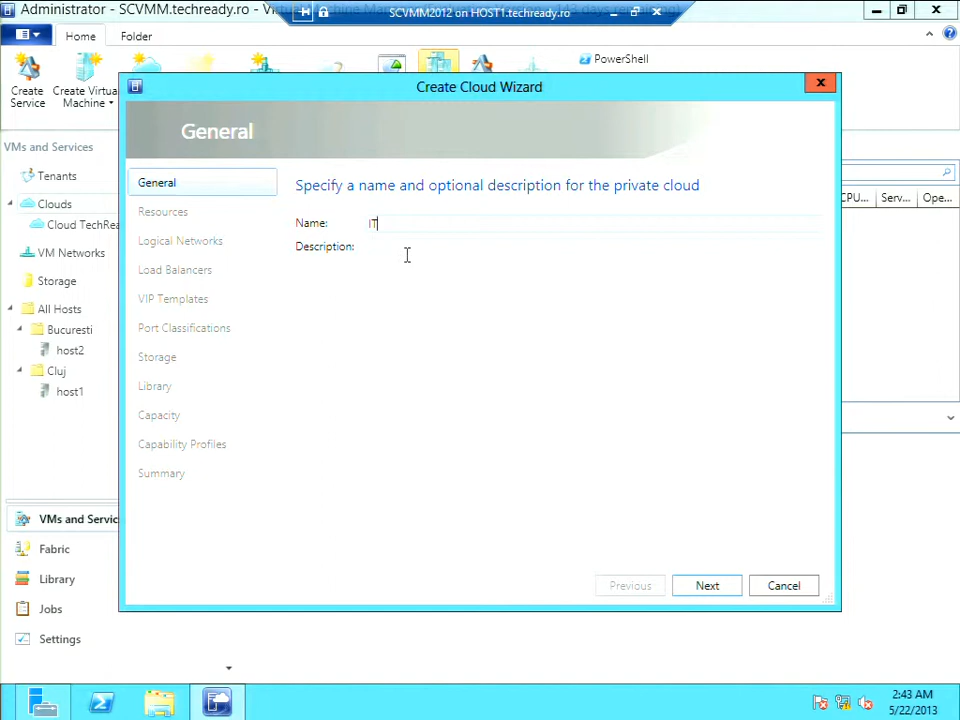 Administrator - SCVMM.techready.ro - Vi
SCVMM2012 on HOST1.techready.ro
Home
Folder
Create
Service
Create Virtua
Machine
PowerShell
Create Cloud Wizard
General
VMs and Services
Tenants
Clouds
Cloud TechRea
VM Networks
Storage
All Hosts
Bucuresti
host2
Cluj
host1
General
Resources
Logical Networks
Load Balancers
VIP Templates
Port Classifications
Storage
Library
Capacity
Capability Profiles
Summary
Specify a name and optional description for the private cloud
Name: IT
Description:
CPU... Serv... Ope...
Previous
Next
Cancel
VMs and Servic
Fabric
Library
Jobs
Settings
2:43 AM
5/22/2013